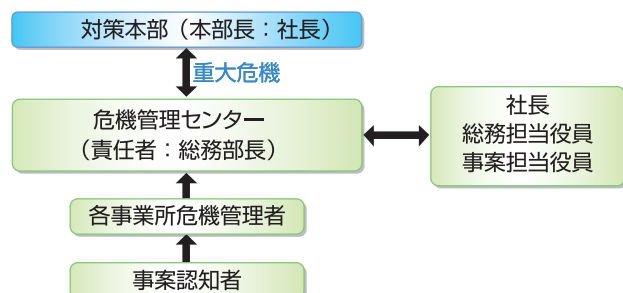 対策本部(本部長:社長)
重大危機
危機管理センター
(責任者:総務部長)
社長
総務担当役員
事案担当役員
各事業所危機管理者
事案認知者